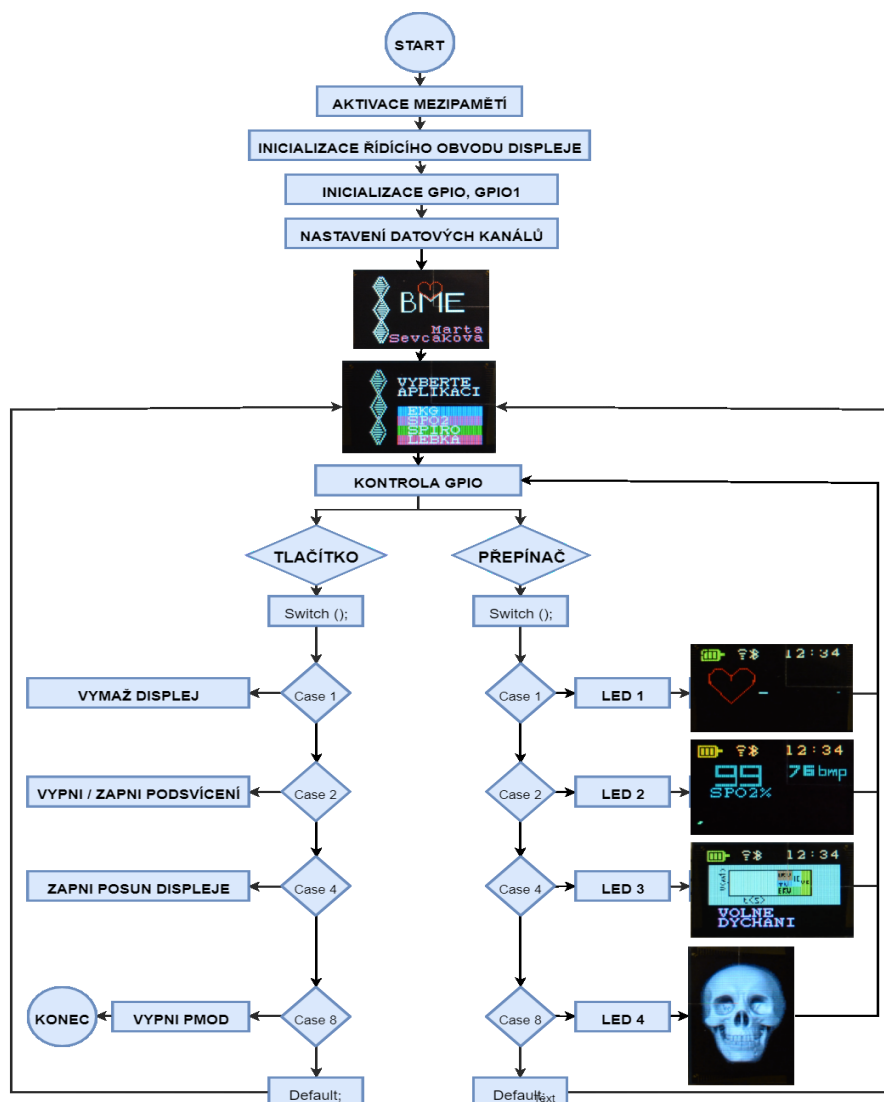 START
AKTIVACE MEZIPAMĚTÍ
INICIALIZACE ŘÍDÍCÍHO OBVODU DISPLEJE
INICIALIZACE GPIO, GPIO1
NASTAVENÍ DATOVÝCH KANÁLŮ
BME
Marta
Sevcakova
VYBERTE
APLIKACI
EKG
SPO2
SPIRO
LEBKA
KONTROLA GPIO
TLAČÍTKO
PŘEPÍNAČ
Switch ();
Switch ();
12:34
VYMAŽ DISPLEJ
Case 1
Case 1
LED 1
12:34
99
76 bmp
SPO2%
VYPNI / ZAPNI PODSVÍCENÍ
Case 2
Case 2
LED 2
12:34
t(S)
VOLNE
DYCHANI
ZAPNI POSUN DISPLEJE
Case 4
Case 4
LED 3
KONEC
VYPNI PMOD
Case 8
Case 8
LED 4
Default;
Default;
Text